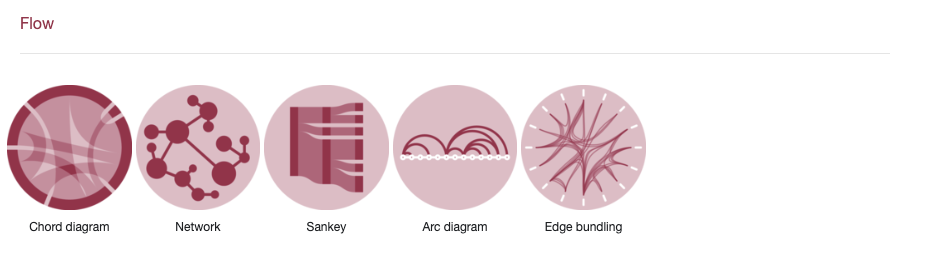 Flow
Chord diagram
Network
Sankey
Arc diagram
Edge bundling